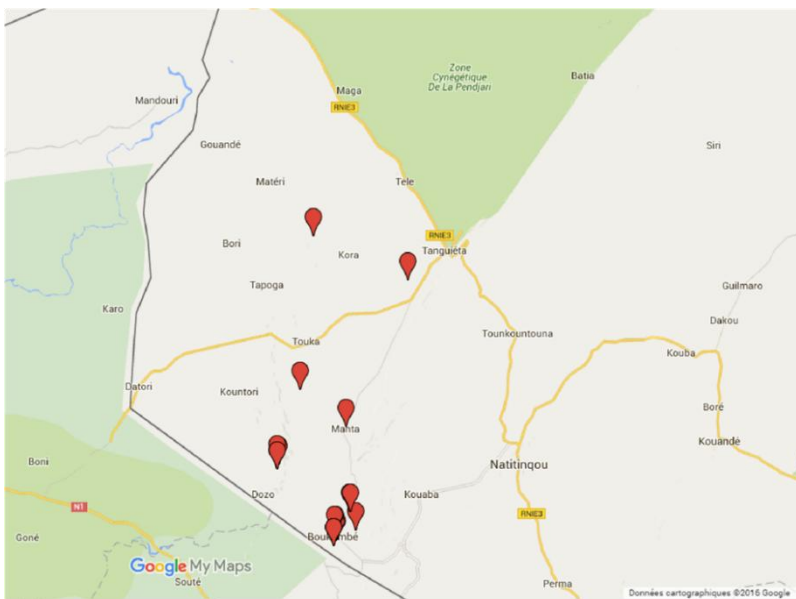 Zone
Cynégétique
De La Pendjari
Batia
Maga
Mandouri
RNIE3
Gouandé
Siri
Matéri
Tele
RNIE3
Bori
Kora
Tanguiéta
Tapoga
Guilmaro
Karo
Dakou
Tounkountouna
Touka
Kouba
Datori
Kountori
Boré
Manta
Kouandé
Boni
Natitingou
Dozo
Kouaba
N1
RNIE3
Goné
Boukombé
Google My Maps
Souté
Perma
Données cartographiques ©2016 Google